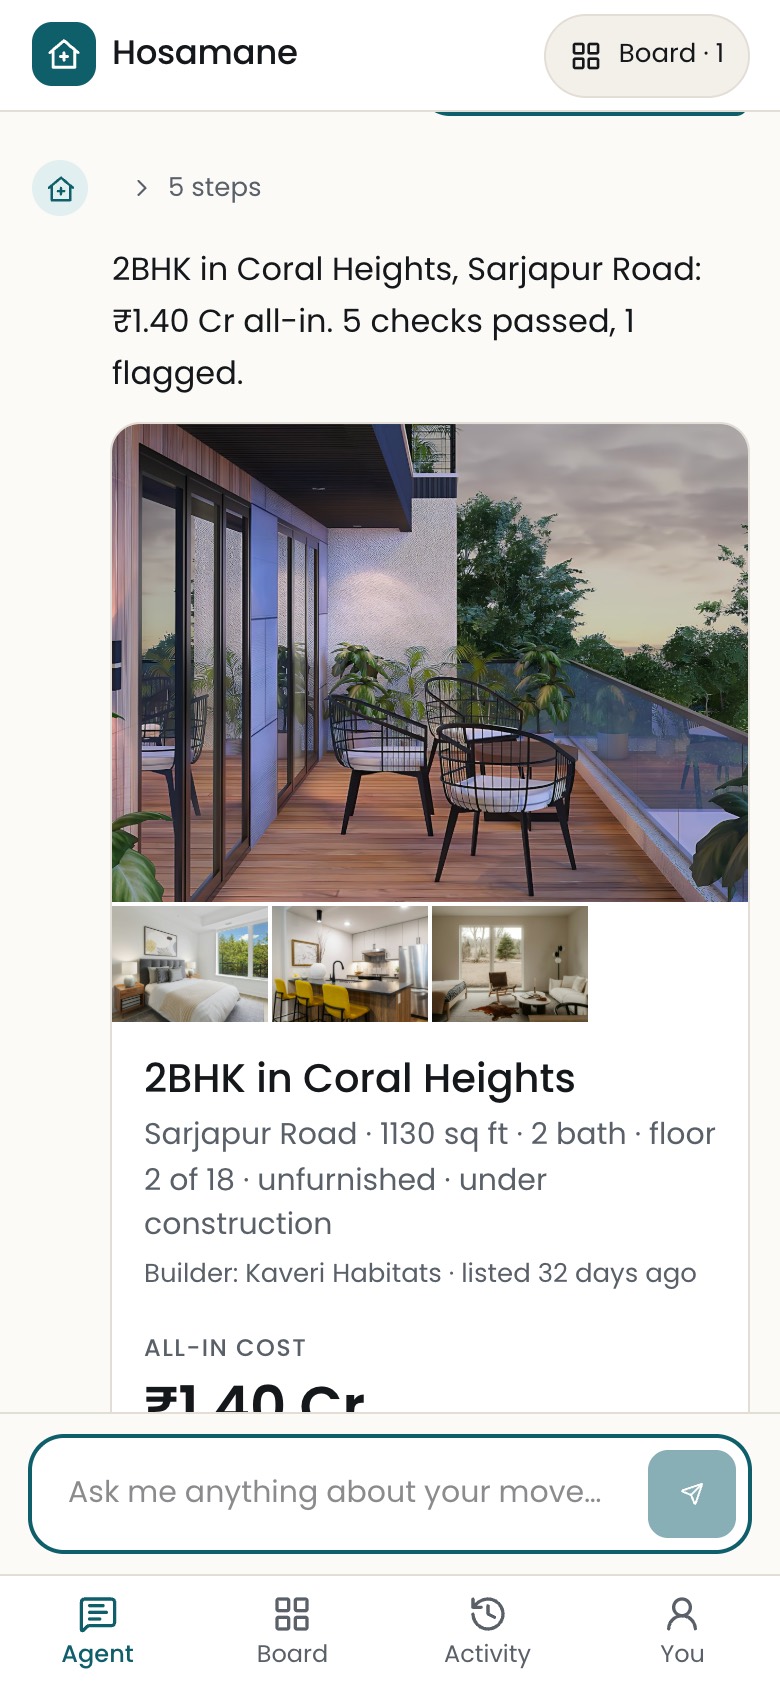 Hosamane
Board · 1
5 steps
2BHK in Coral Heights, Sarjapur Road:
₹1.40 Cr all-in. 5 checks passed, 1
flagged.
2BHK in Coral Heights
Sarjapur Road · 1130 sq ft · 2 bath · floor
2 of 18 · unfurnished · under
construction
Builder: Kaveri Habitats · listed 32 days ago
ALL-IN COST
₹1.40 Cr
Ask me anything about your move...
Agent
Board
Activity
You